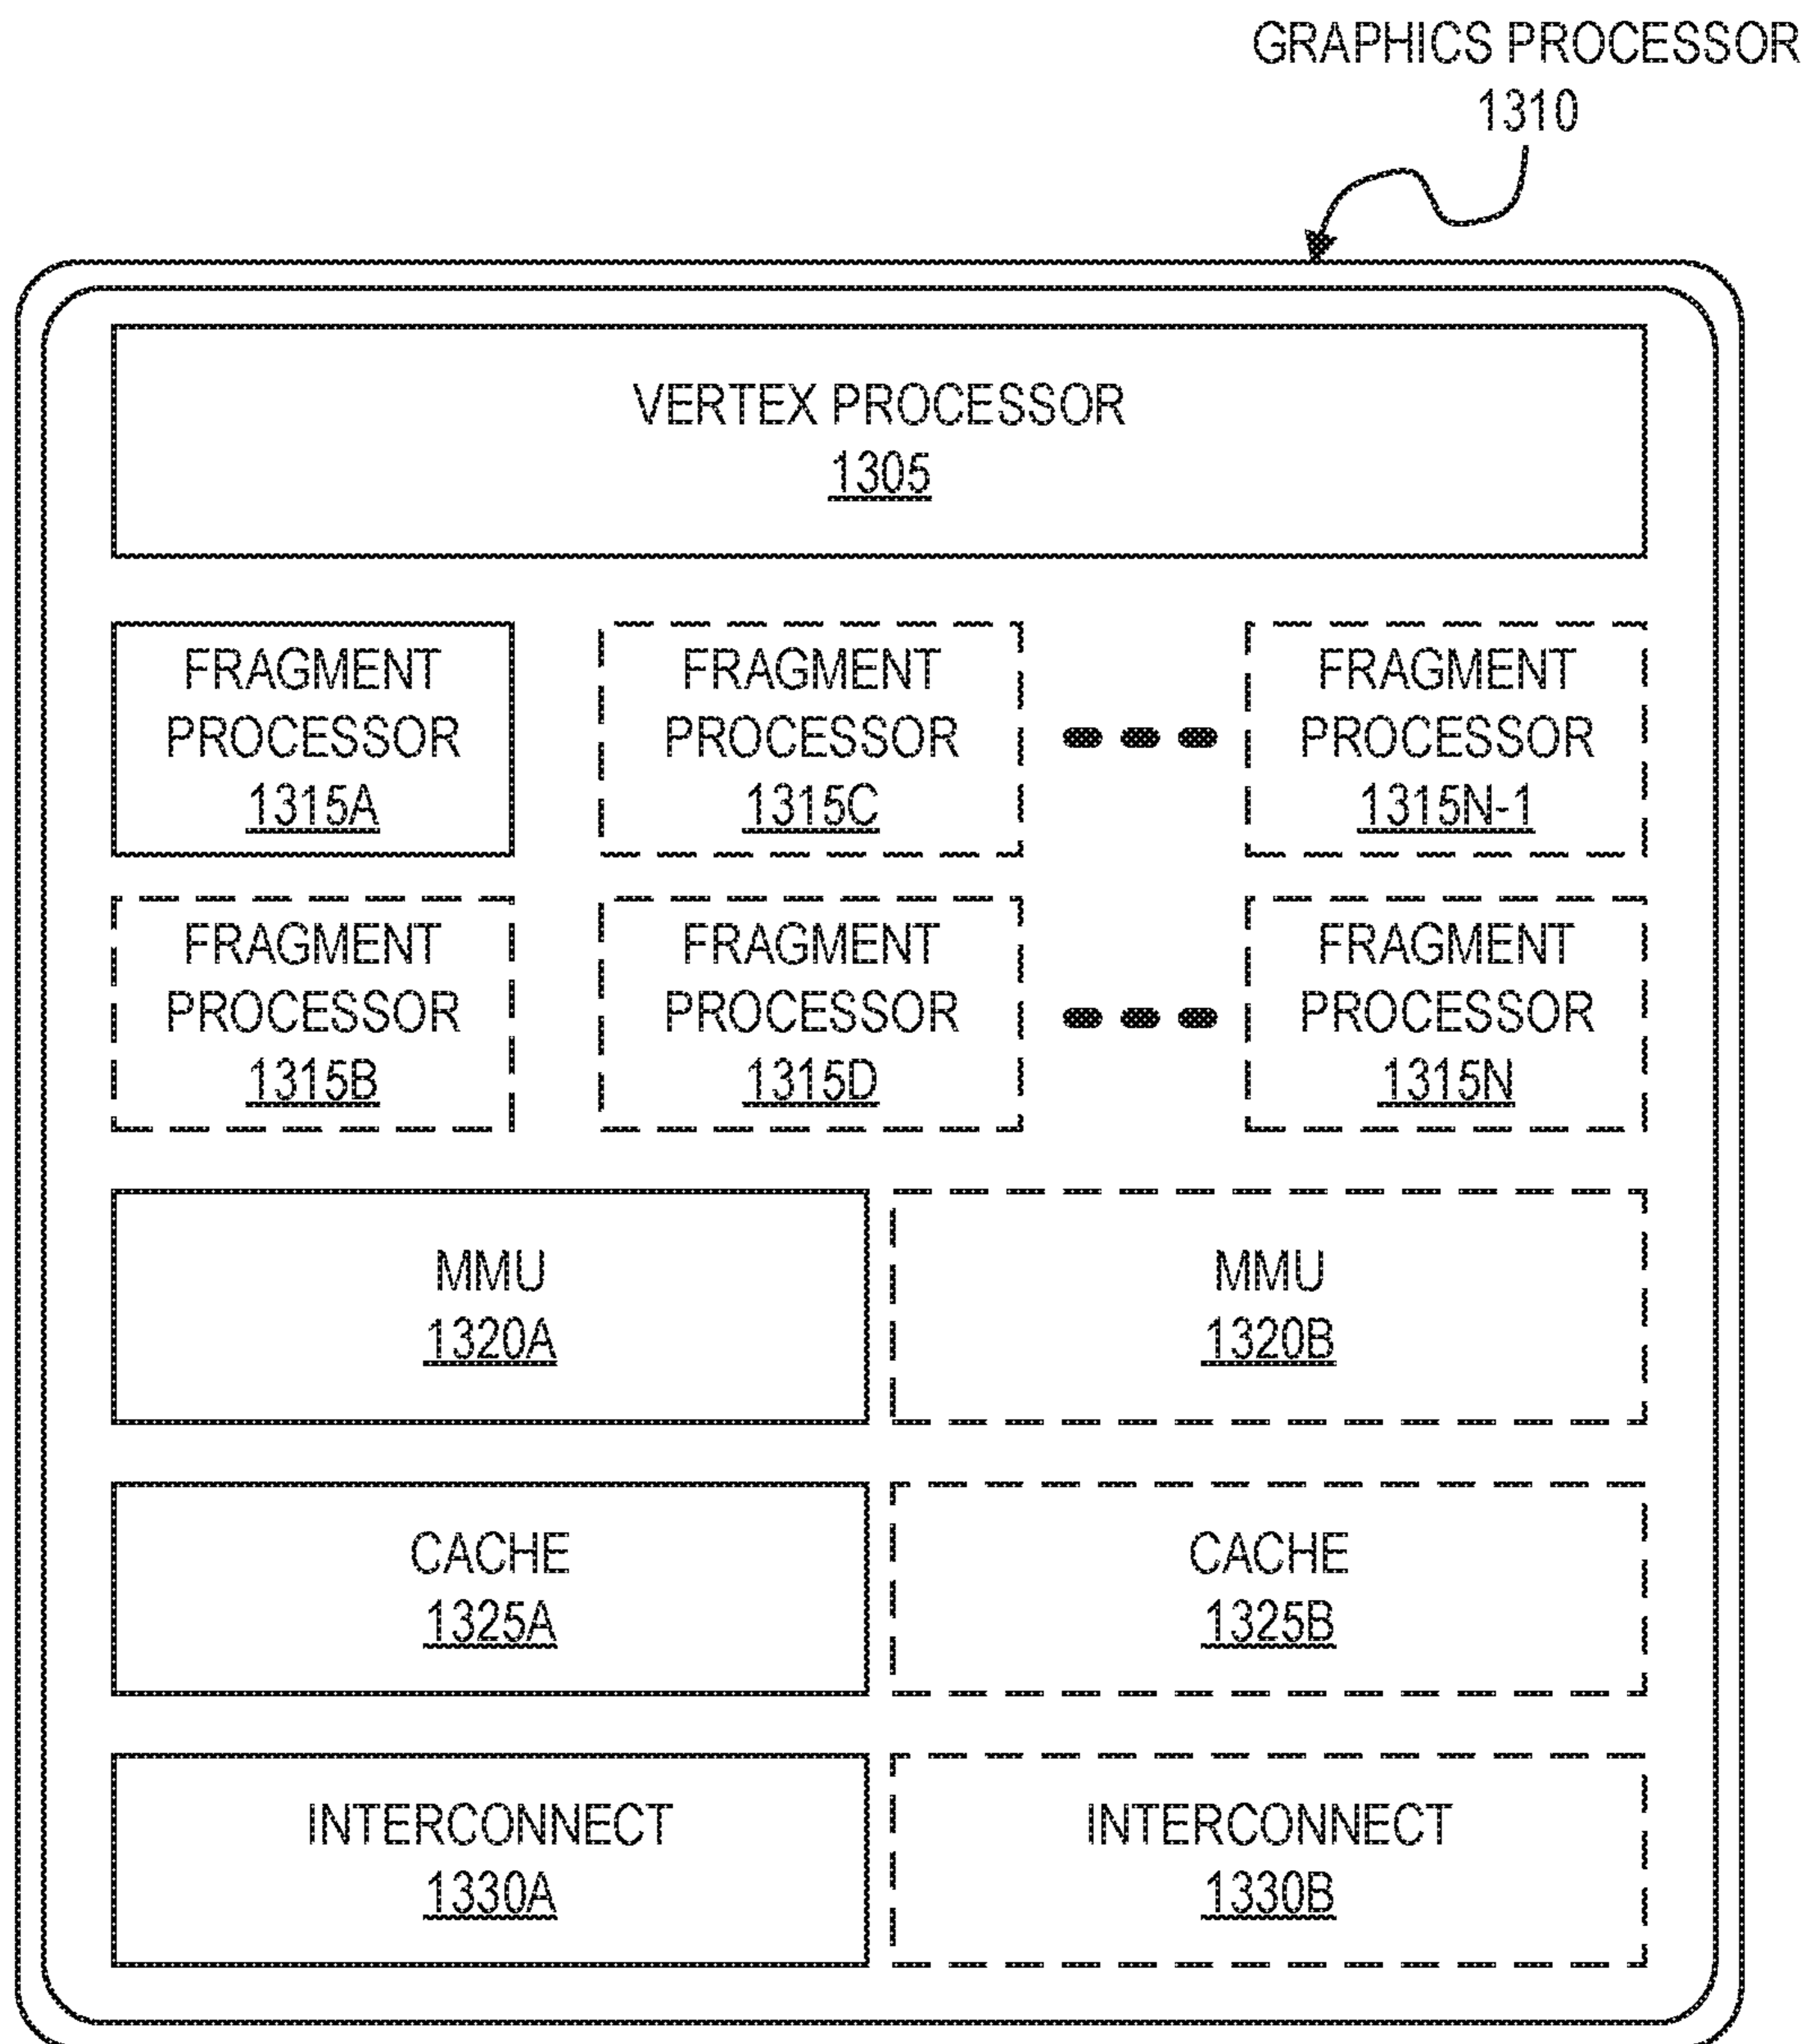 GRAPHICS PROCESSOR
1310
VERTEX PROCESSOR
1305
FRAGMENT
PROCESSOR
1315A
FRAGMENT
PROCESSOR
1315C
FRAGMENT
PROCESSOR
1315N-1
FRAGMENT
PROCESSOR
1315B
FRAGMENT
PROCESSOR
1315D
FRAGMENT
PROCESSOR
1315N
MMU
1320A
MMU
1320B
CACHE
1325A
CACHE
1325B
INTERCONNECT
1330A
INTERCONNECT
1330B